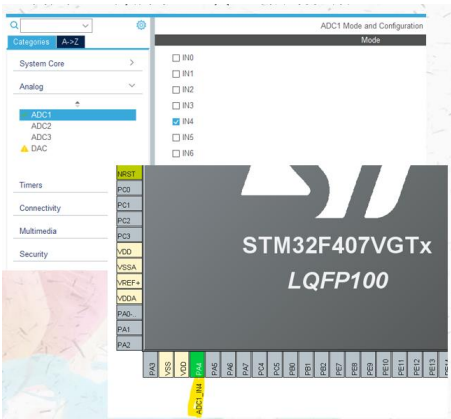 ADC1 Mode and Configuration
Mode
Categories A->Z
System Core
Analog
ADC1
ADC2
ADC3
DAC
Timers
Connectivity
Multimedia
Security
IN0
IN1
IN2
IN3
IN4
IN5
IN6
NRST
PC0
PC1
PC2
PC3
VDD
VSSA
VREF+
VDDA
PA0-.
PA1
PA2
STM32F407VGTx
LQFP100
PA3
VSS
VDD
PA4
PA5
PA6
PA7
PC4
PC5
PB0
PB1
PB2
PE7
PE8
PE9
PE10
PE11
PE12
PE13
ADC1_IN4